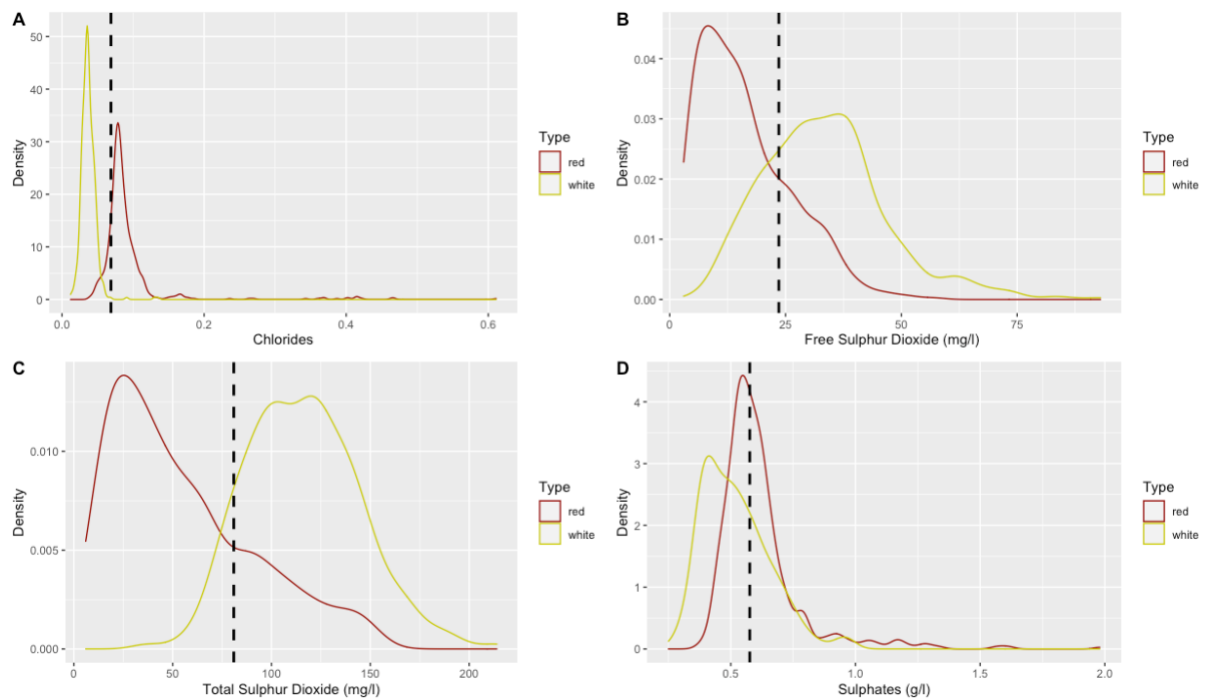 A
50
40
30
20
10
0
Density
0.0
0.2
0.4
0.6
Chlorides
Type
red
white
B
0.04
0.03
0.02
0.01
0.00
Density
0
25
50
75
Free Sulphur Dioxide (mg/l)
Type
red
white
C
0.010
0.005
0.000
Density
0
50
100
150
200
Total Sulphur Dioxide (mg/l)
Type
red
white
D
4
3
2
1
0
Density
0.5
1.0
1.5
2.0
Sulphates (g/l)
Type
red
white